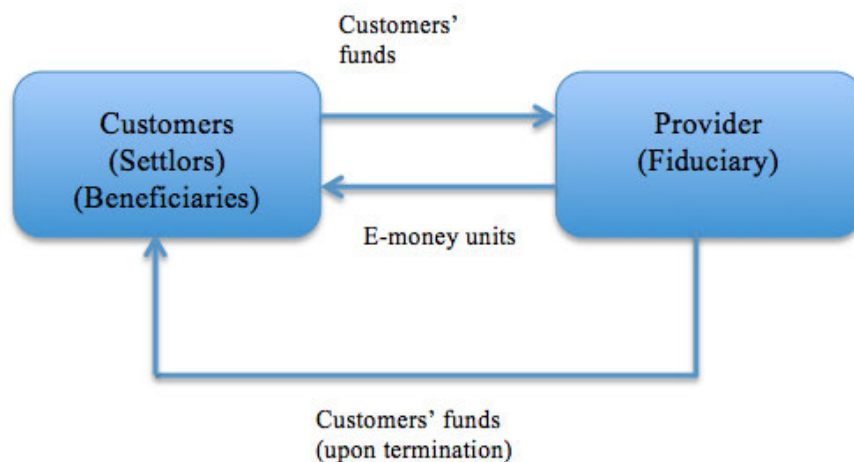 Customers’
funds
Customers
(Settlors)
(Beneficiaries)
Provider
(Fiduciary)
E-money units
Customers’ funds
(upon termination)